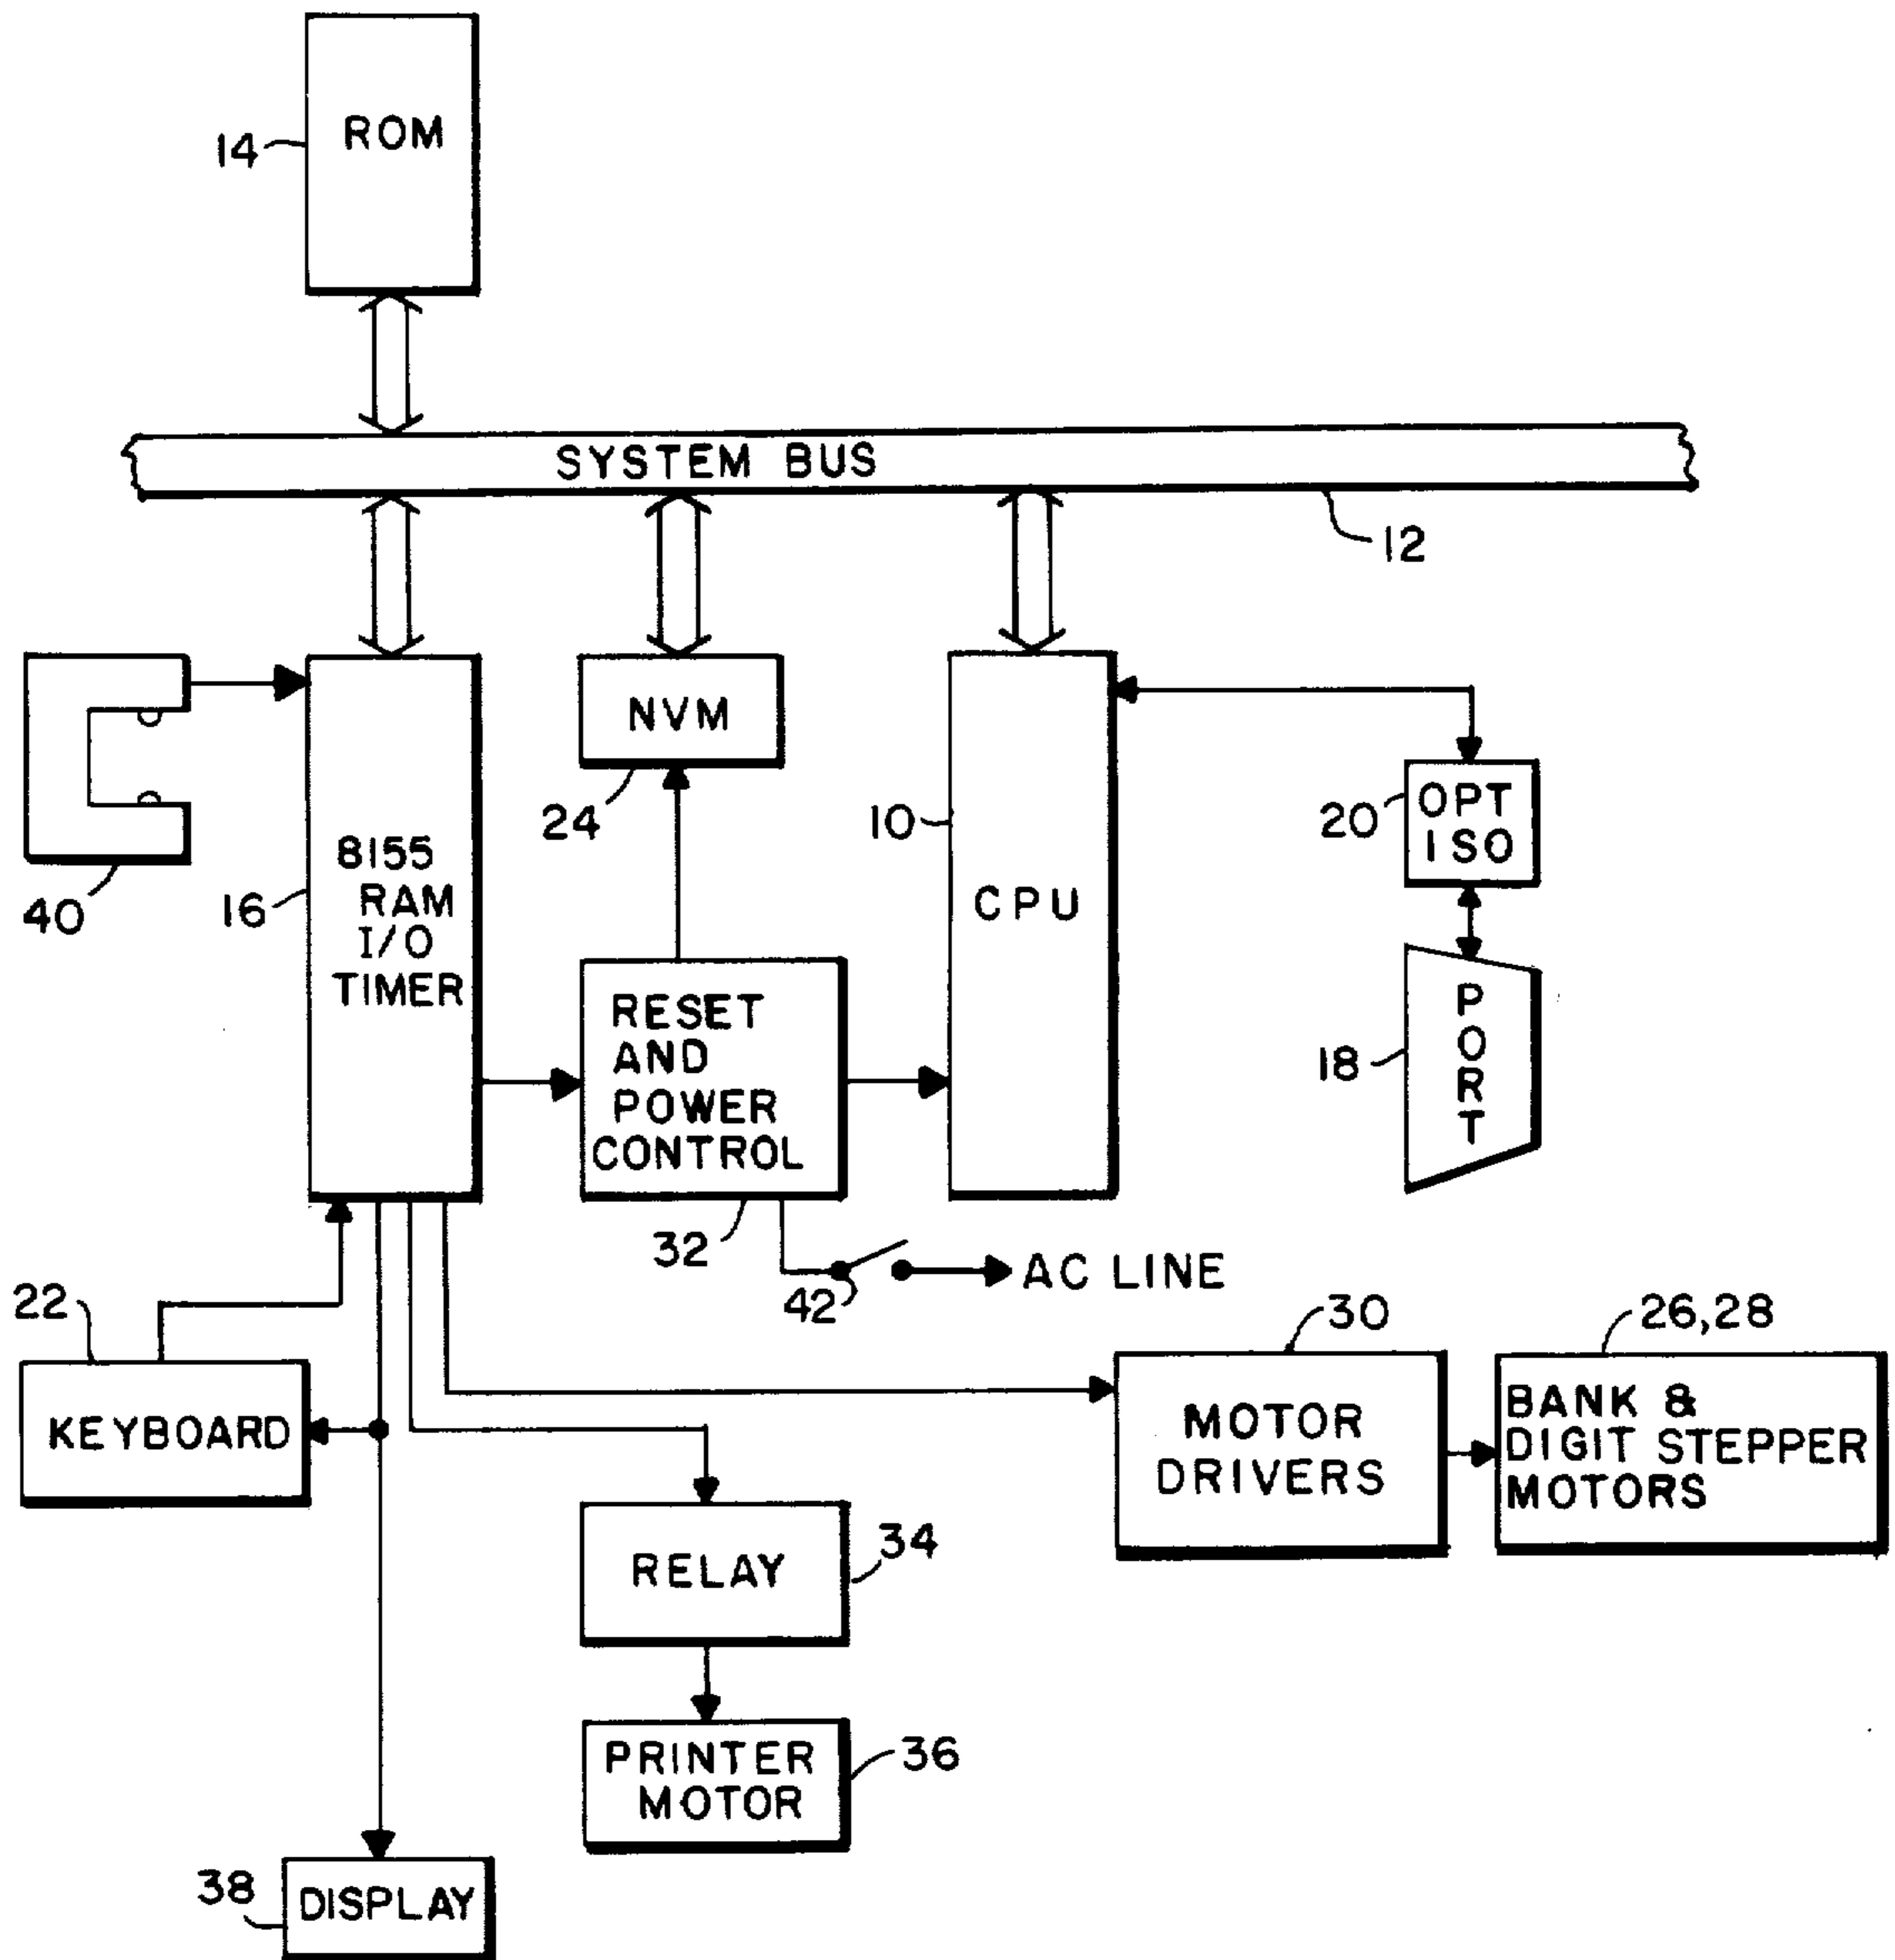 ROM
14
SYSTEM BUS
12
NVM
24
40
8155
RAM
I/O
TIMER
16
10
CPU
20
OPT
ISO
RESET
AND
POWER
CONTROL
32
18
PORT
42
AC LINE
22
KEYBOARD
30
MOTOR
DRIVERS
26,28
BANK &
DIGIT STEPPER
MOTORS
RELAY
34
PRINTER
MOTOR
36
38
DISPLAY